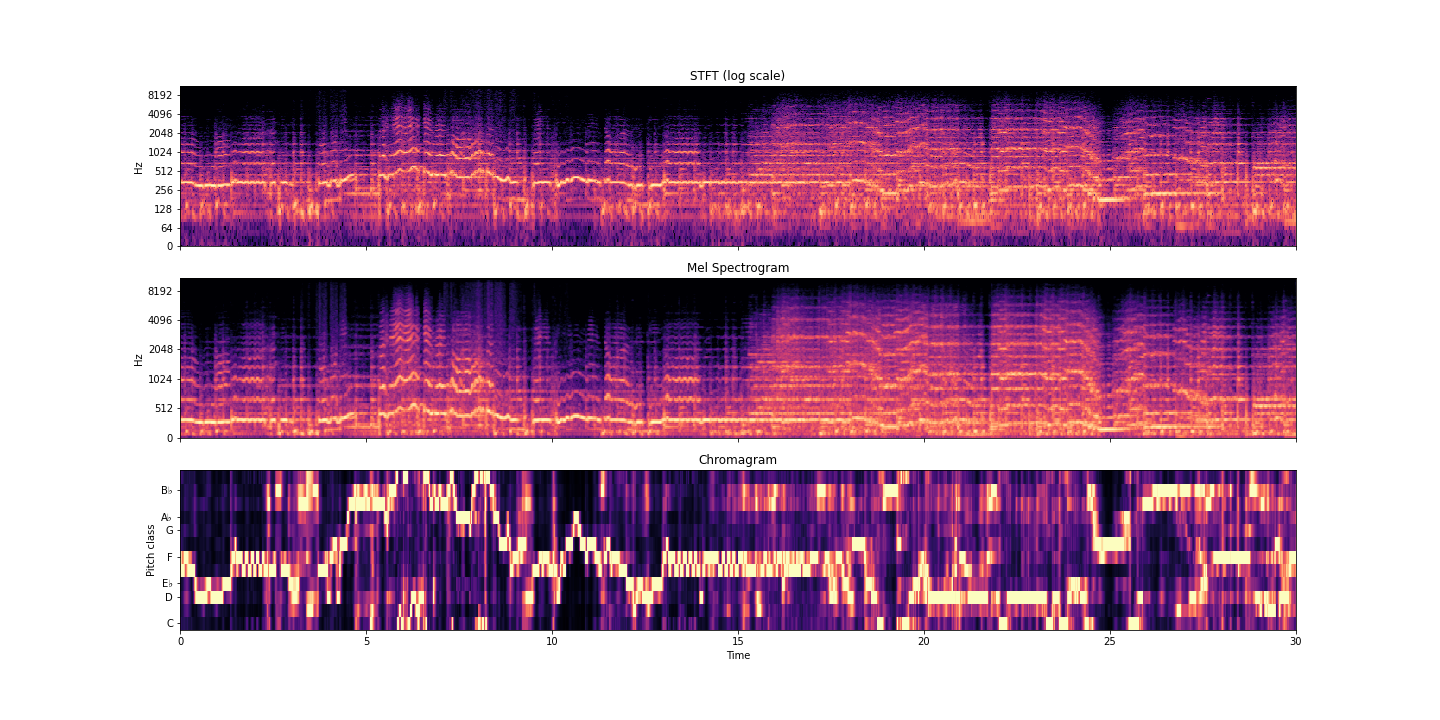 STFT (log scale)
8192
4096
2048
1024
512
256
128
64
0
Hz
Mel Spectrogram
8192
4096
2048
1024
512
0
Hz
Chromagram
B♭
A♭
G
F
E♭
D
C
Pitch class
0 5 10 15 20 25 30
Time